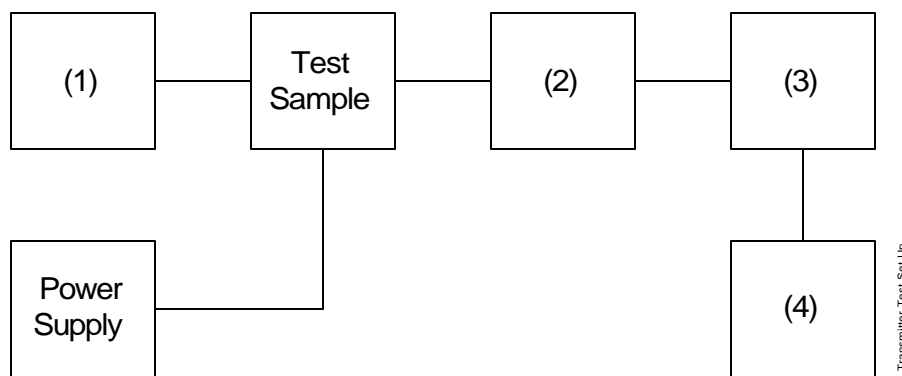 (1)
Test
Sample
(2)
(3)
Power
Supply
(4)
Transmitter Test Set Up